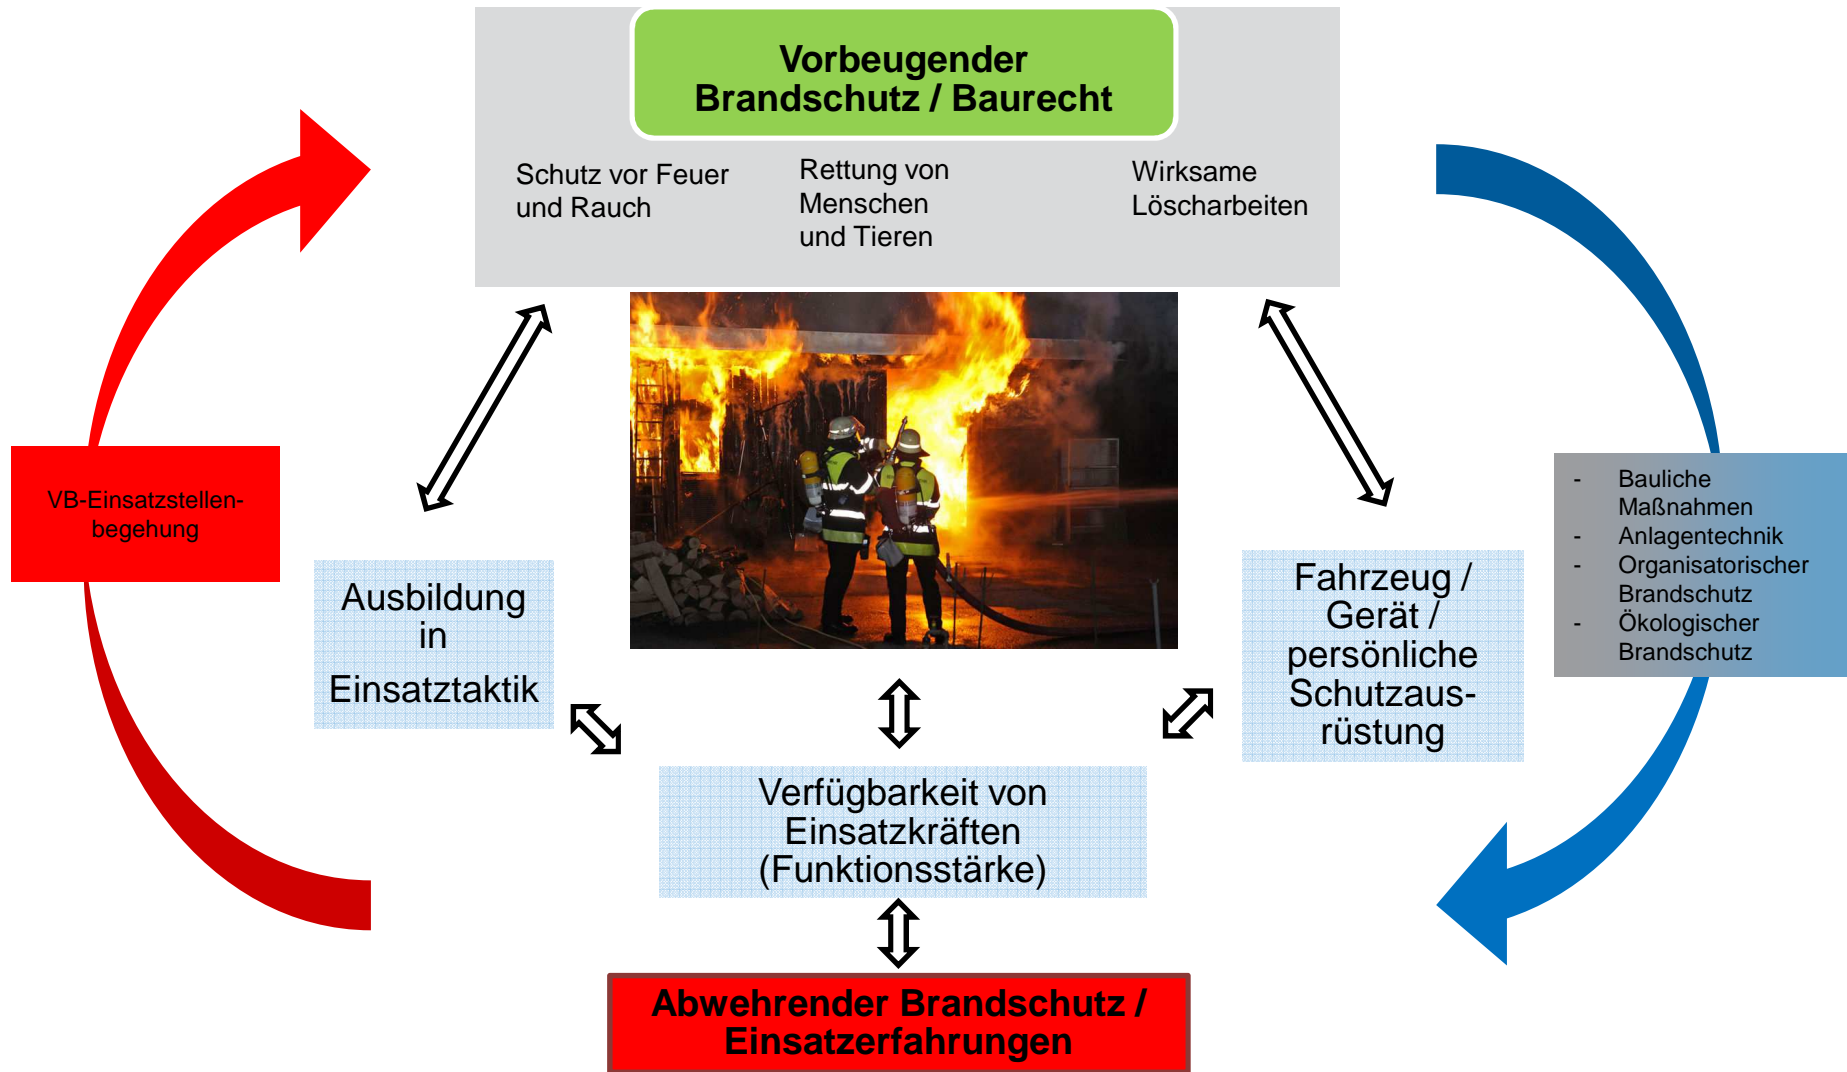 Vorbeugender
Brandschutz / Baurecht
Schutz vor Feuer
und Rauch
Rettung von
Menschen
und Tieren
Wirksame
Löscharbeiten
VB-Einsatzstellen-
begehung
- Bauliche
Maßnahmen
- Anlagentechnik
- Organisatorischer
Brandschutz
- Ökologischer
Brandschutz
Ausbildung
in
Einsatztaktik
Fahrzeug /
Gerät /
persönliche
Schutzaus-
rüstung
Verfügbarkeit von
Einsatzkräften
(Funktionsstärke)
Abwehrender Brandschutz /
Einsatzerfahrungen